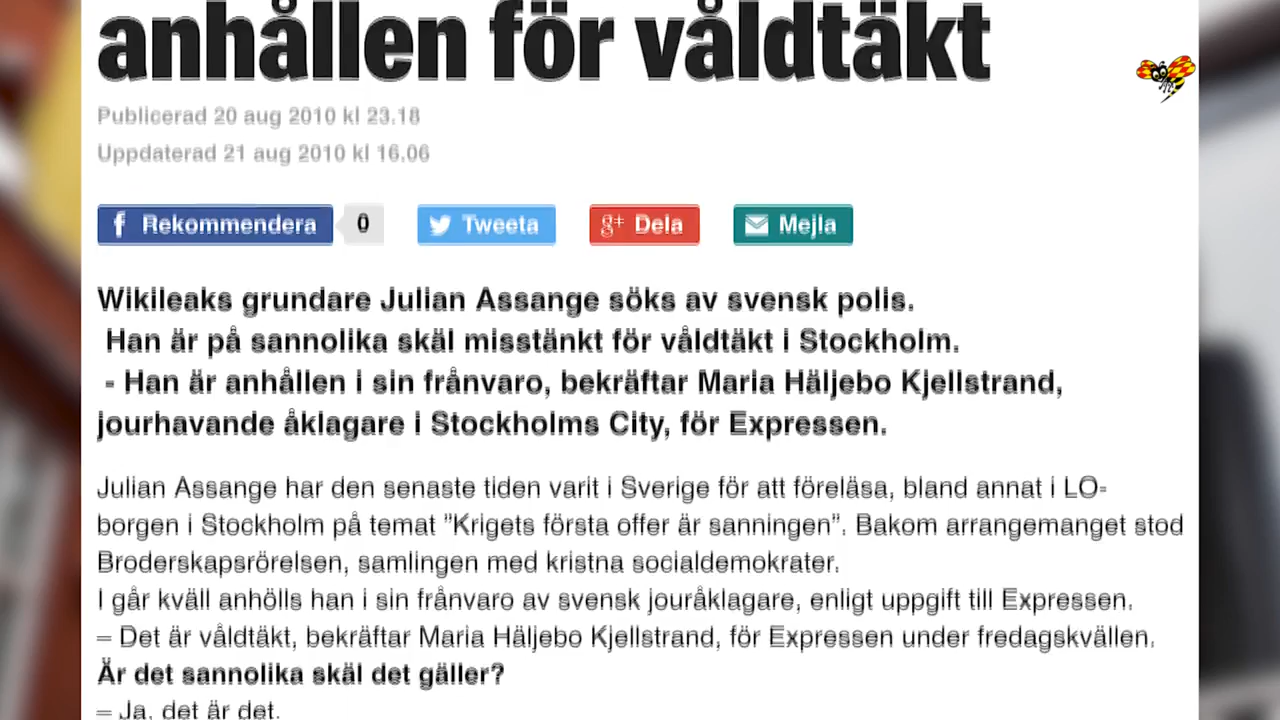 anhållen för våldtäkt
Publicerad 20 aug 2010 kl 23.18
Uppdaterad 21 aug 2010 kl 16.06
Rekommendera 0 Tweeta g+ Dela Mejla
Wikileaks grundare Julian Assange söks av svensk polis.
Han är på sannolika skäl misstänkt för våldtäkt i Stockholm.
- Han är anhållen i sin frånvaro, bekräftar Maria Häljebo Kjellstrand,
jourhavande åklagare i Stockholms City, för Expressen.
Julian Assange har den senaste tiden varit i Sverige för att föreläsa, bland annat i LO-
borgen i Stockholm på temat ”Krigets första offer är sanningen”. Bakom arrangemanget stod
Broderskapsrörelsen, samlingen med kristna socialdemokrater.
I går kväll anhölls han i sin frånvaro av svensk jouråklagare, enligt uppgift till Expressen.
– Det är våldtäkt, bekräftar Maria Häljebo Kjellstrand, för Expressen under fredagskvällen.
Är det sannolika skäl det gäller?
– Ja, det är det.